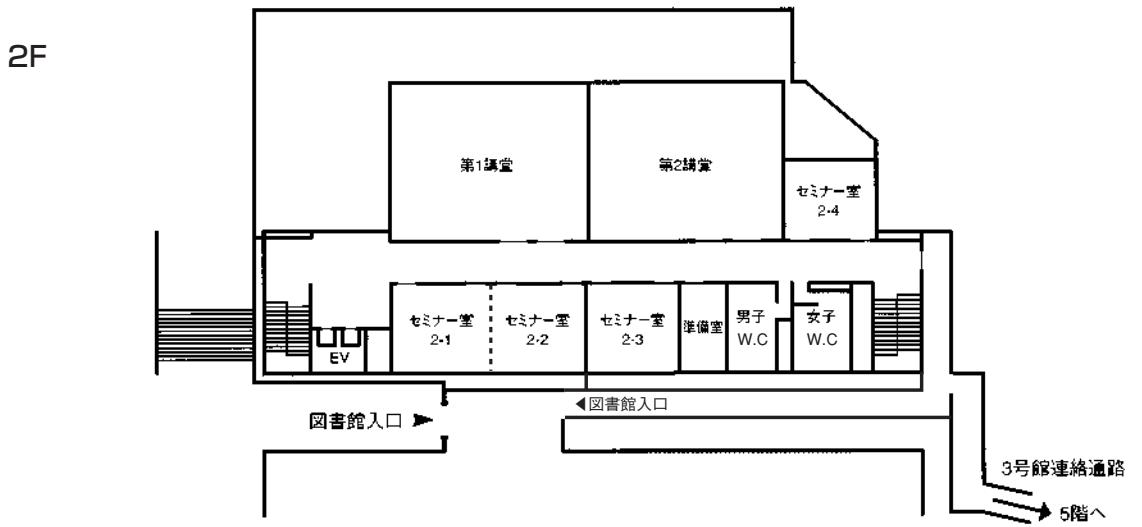 2F
第1講堂
第2講堂
セミナー室
2-4
セミナー室
2-1
セミナー室
2-2
セミナー室
2-3
準備室
男子
W.C
女子
W.C
EV
◀図書館入口
図書館入口 ▶
3号館連絡通路
5階へ